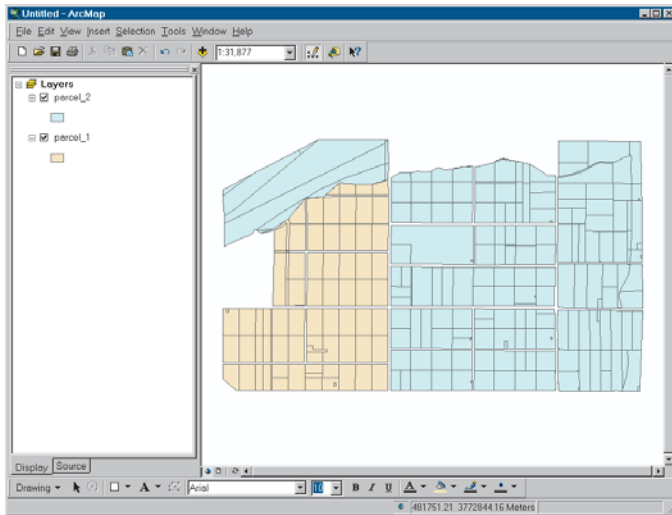 Untitled - ArcMap
File Edit View Insert Selection Tools Window Help
1:31,877
Layers
parcel_2
parcel_1
Display Source
Drawing A Arial 10 B I U A
481751.21 3772844.16 Meters